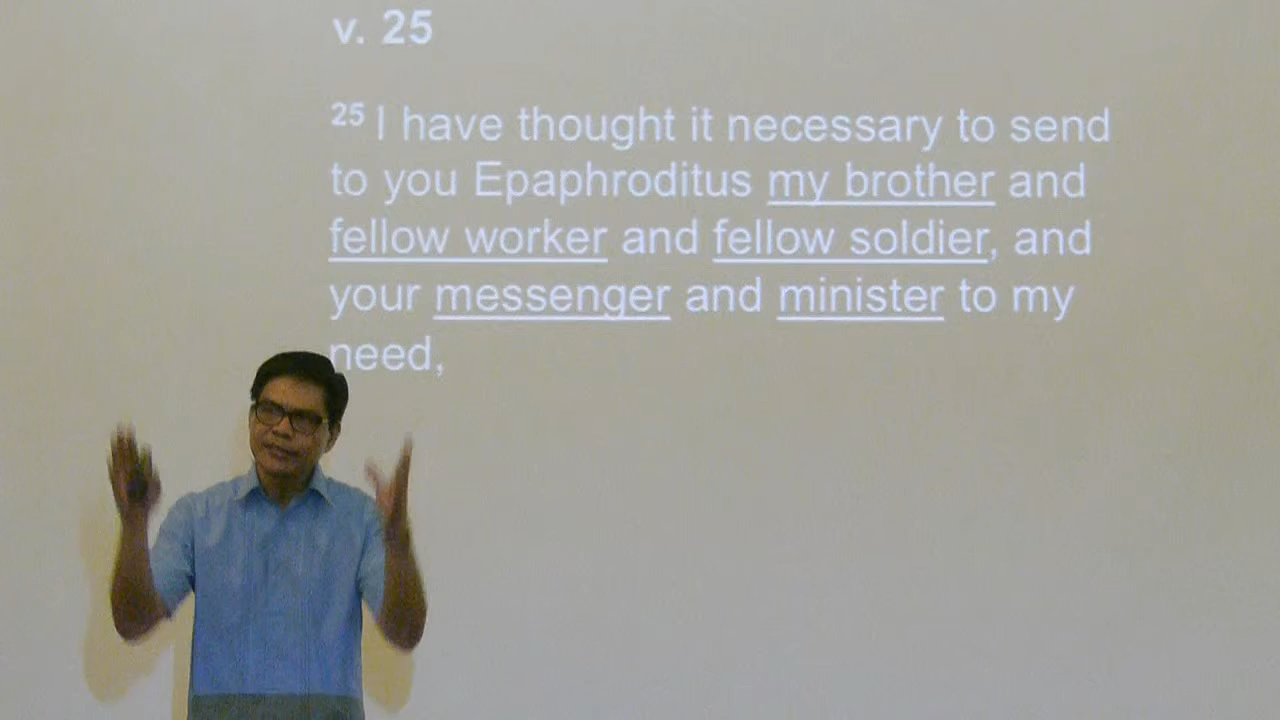 v. 25
25 I have thought it necessary to send
to you Epaphroditus my brother and
fellow worker and fellow soldier, and
your messenger and minister to my
need,